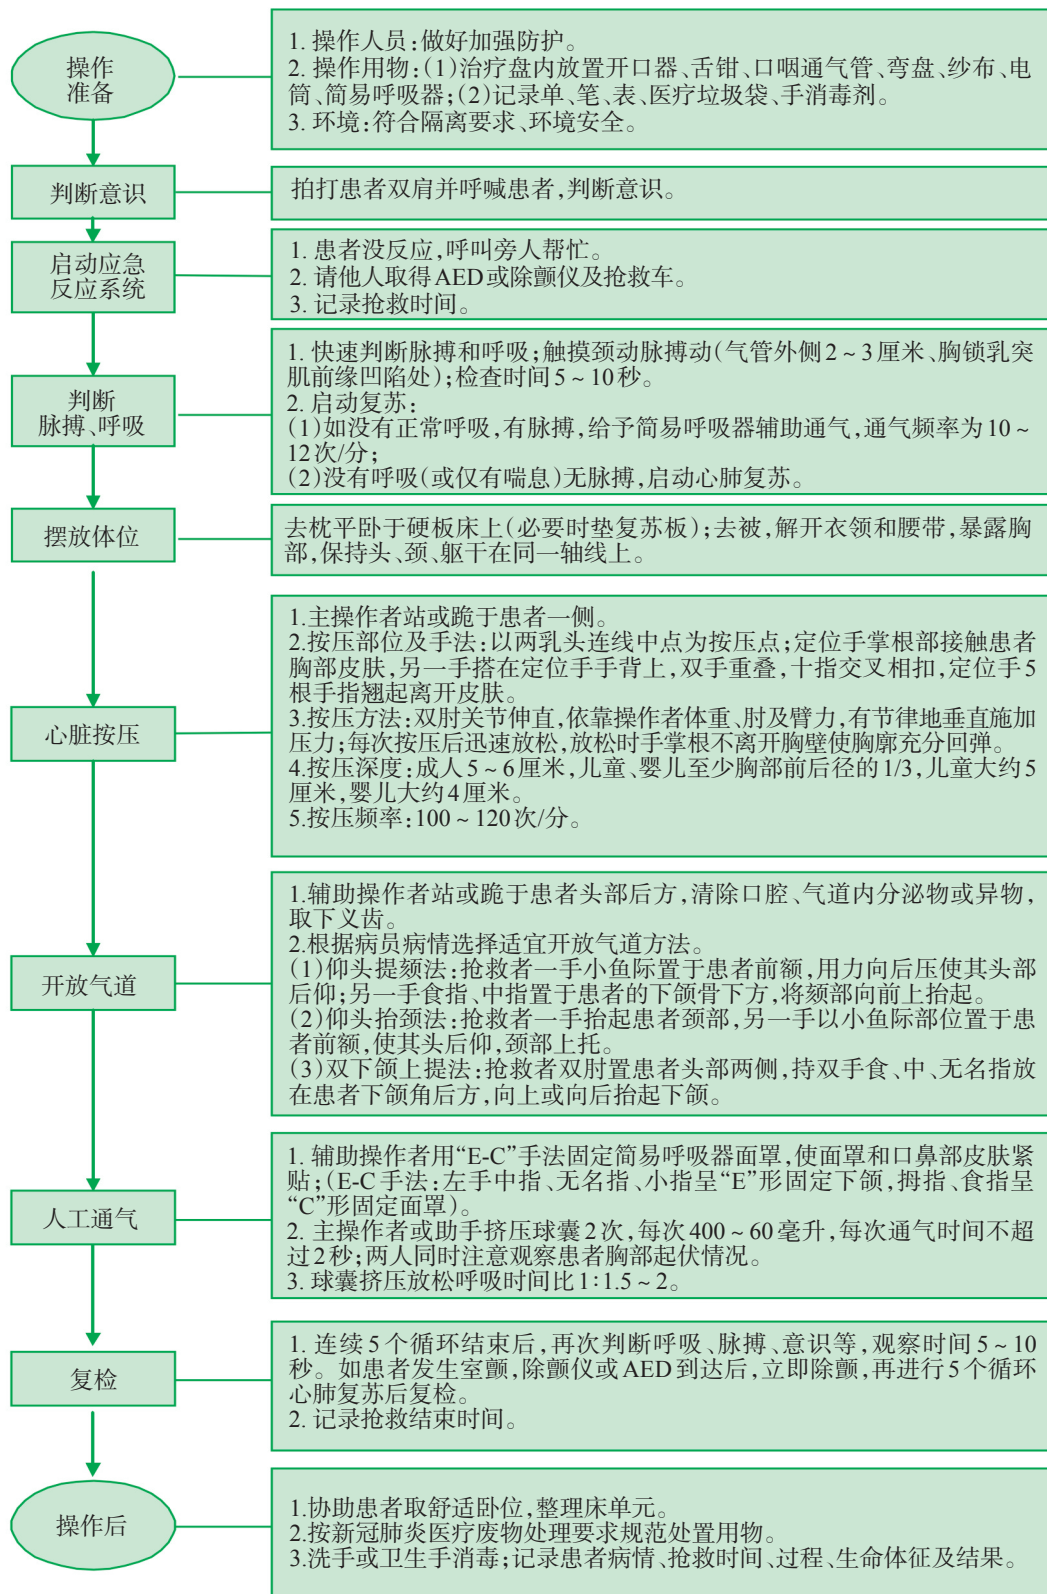 操作
准备
1. 操作人员：做好加强防护。
2. 操作用物：(1)治疗盘内放置开口器、舌钳、口咽通气管、弯盘、纱布、电
筒、简易呼吸器；(2)记录单、笔、表、医疗垃圾袋、手消毒剂。
3. 环境：符合隔离要求、环境安全。
判断意识
拍打患者双肩并呼喊患者，判断意识。
启动应急
反应系统
1. 患者没反应，呼叫旁人帮忙。
2. 请他人取得AED或除颤仪及抢救车。
3. 记录抢救时间。
判断
脉搏、呼吸
1. 快速判断脉搏和呼吸；触摸颈动脉搏动(气管外侧2～3厘米、胸锁乳突
肌前缘凹陷处)；检查时间5～10秒。
2. 启动复苏：
(1)如没有正常呼吸，有脉搏，给予简易呼吸器辅助通气，通气频率为10～
12次/分；
(2)没有呼吸(或仅有喘息)无脉搏，启动心肺复苏。
摆放体位
去枕平卧于硬板床上(必要时垫复苏板)；去被，解开衣领和腰带，暴露胸
部，保持头、颈、躯干在同一轴线上。
心脏按压
1.主操作者站或跪于患者一侧。
2.按压部位及手法：以两乳头连线中点为按压点；定位手掌根部接触患者
胸部皮肤，另一手搭在定位手手背上，双手重叠，十指交叉相扣，定位手5
根手指翘起离开皮肤。
3.按压方法：双肘关节伸直，依靠操作者体重、肘及臂力，有节律地垂直施加
压力；每次按压后迅速放松，放松时手掌根不离开胸壁使胸廓充分回弹。
4.按压深度：成人5～6厘米，儿童、婴儿至少胸部前后径的1/3，儿童大约5
厘米，婴儿大约4厘米。
5.按压频率：100～120次/分。
开放气道
1.辅助操作者站或跪于患者头部后方，清除口腔、气道内分泌物或异物，
取下义齿。
2.根据病员病情选择适宜开放气道方法。
(1)仰头提颏法：抢救者一手小鱼际置于患者前额，用力向后压使其头部
后仰；另一手食指、中指置于患者的下颌骨下方，将颏部向前上抬起。
(2)仰头抬颈法：抢救者一手抬起患者颈部，另一手以小鱼际部位置于患
者前额，使其头后仰，颈部上托。
(3)双下颌上提法：抢救者双肘置患者头部两侧，持双手食、中、无名指放
在患者下颌角后方，向上或向后抬起下颌。
人工通气
1. 辅助操作者用“E-C”手法固定简易呼吸器面罩，使面罩和口鼻部皮肤紧
贴；(E-C手法：左手中指、无名指、小指呈“E”形固定下颌，拇指、食指呈
“C”形固定面罩)。
2. 主操作者或助手挤压球囊2次，每次400～60毫升，每次通气时间不超
过2秒；两人同时注意观察患者胸部起伏情况。
3. 球囊挤压放松呼吸时间比1∶1.5～2。
复检
1. 连续5个循环结束后，再次判断呼吸、脉搏、意识等，观察时间5～10
秒。如患者发生室颤，除颤仪或AED到达后，立即除颤，再进行5个循环
心肺复苏后复检。
2. 记录抢救结束时间。
操作后
1.协助患者取舒适卧位，整理床单元。
2.按新冠肺炎医疗废物处理要求规范处置用物。
3.洗手或卫生手消毒；记录患者病情、抢救时间、过程、生命体征及结果。